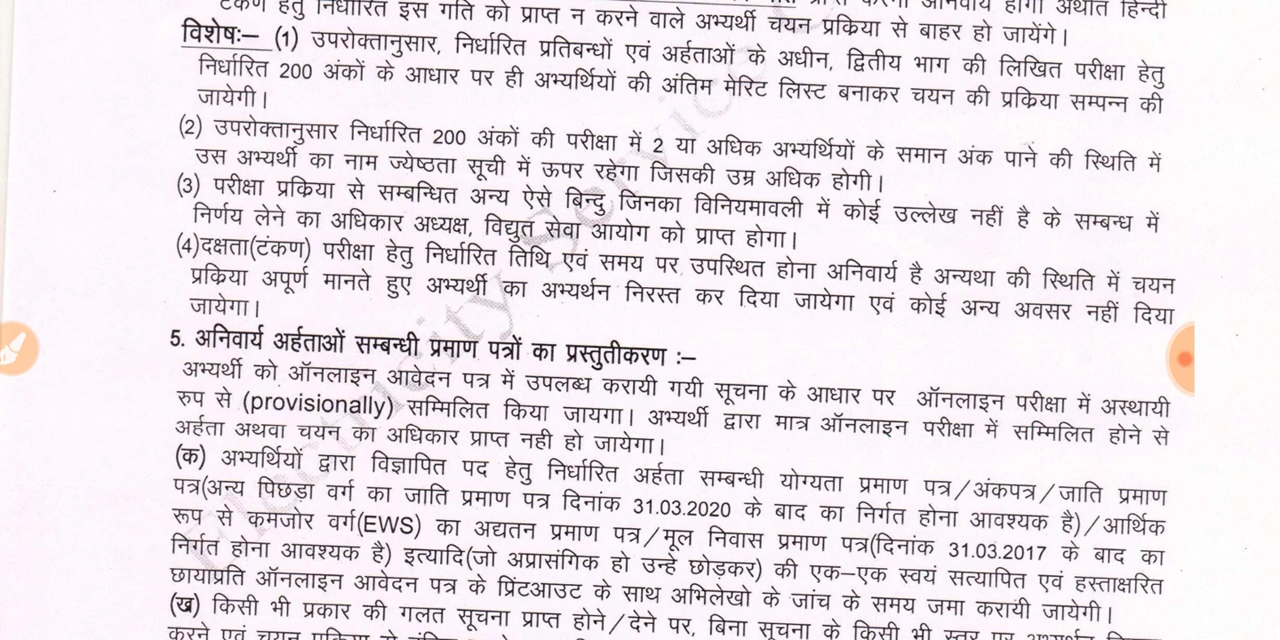 टंकण हेतु निर्धारित इस गति को प्राप्त न करने वाले अभ्यर्थी चयन प्रक्रिया से बाहर हो जायेंगे।
विशेषः– (1) उपरोक्तानुसार, निर्धारित प्रतिबन्धों एवं अर्हताओं के अधीन, द्वितीय भाग की लिखित परीक्षा हेतु
निर्धारित 200 अंकों के आधार पर ही अभ्यर्थियों की अंतिम मेरिट लिस्ट बनाकर चयन की प्रक्रिया सम्पन्न की
जायेगी।
(2) उपरोक्तानुसार निर्धारित 200 अंकों की परीक्षा में 2 या अधिक अभ्यर्थियों के समान अंक पाने की स्थिति में
उस अभ्यर्थी का नाम ज्येष्ठता सूची में ऊपर रहेगा जिसकी उम्र अधिक होगी।
(3) परीक्षा प्रक्रिया से सम्बन्धित अन्य ऐसे बिन्दु जिनका विनियमावली में कोई उल्लेख नहीं है के सम्बन्ध में
निर्णय लेने का अधिकार अध्यक्ष, विद्युत सेवा आयोग को प्राप्त होगा।
(4)दक्षता(टंकण) परीक्षा हेतु निर्धारित तिथि एवं समय पर उपस्थित होना अनिवार्य है अन्यथा की स्थिति में चयन
प्रक्रिया अपूर्ण मानते हुए अभ्यर्थी का अभ्यर्थन निरस्त कर दिया जायेगा एवं कोई अन्य अवसर नहीं दिया
जायेगा।
5. अनिवार्य अर्हताओं सम्बन्धी प्रमाण पत्रों का प्रस्तुतीकरण :–
अभ्यर्थी को ऑनलाइन आवेदन पत्र में उपलब्ध करायी गयी सूचना के आधार पर ऑनलाइन परीक्षा में अस्थायी
रुप से (provisionally) सम्मिलित किया जायगा। अभ्यर्थी द्वारा मात्र ऑनलाइन परीक्षा में सम्मिलित होने से
अर्हता अथवा चयन का अधिकार प्राप्त नही हो जायेगा।
(क) अभ्यर्थियों द्वारा विज्ञापित पद हेतु निर्धारित अर्हता सम्बन्धी योग्यता प्रमाण पत्र/अंकपत्र/जाति प्रमाण
पत्र(अन्य पिछड़ा वर्ग का जाति प्रमाण पत्र दिनांक 31.03.2020 के बाद का निर्गत होना आवश्यक है)/आर्थिक
रूप से कमजोर वर्ग(EWS) का अद्यतन प्रमाण पत्र/मूल निवास प्रमाण पत्र(दिनांक 31.03.2017 के बाद का
निर्गत होना आवश्यक है) इत्यादि(जो अप्रासंगिक हो उन्हे छोड़कर) की एक–एक स्वयं सत्यापित एवं हस्ताक्षरित
छायाप्रति ऑनलाइन आवेदन पत्र के प्रिंटआउट के साथ अभिलेखो के जांच के समय जमा करायी जायेगी।
(ख) किसी भी प्रकार की गलत सूचना प्राप्त होने/देने पर, बिना सूचना के किसी भी स्तर पर अभ्यर्थन
Electricity Service